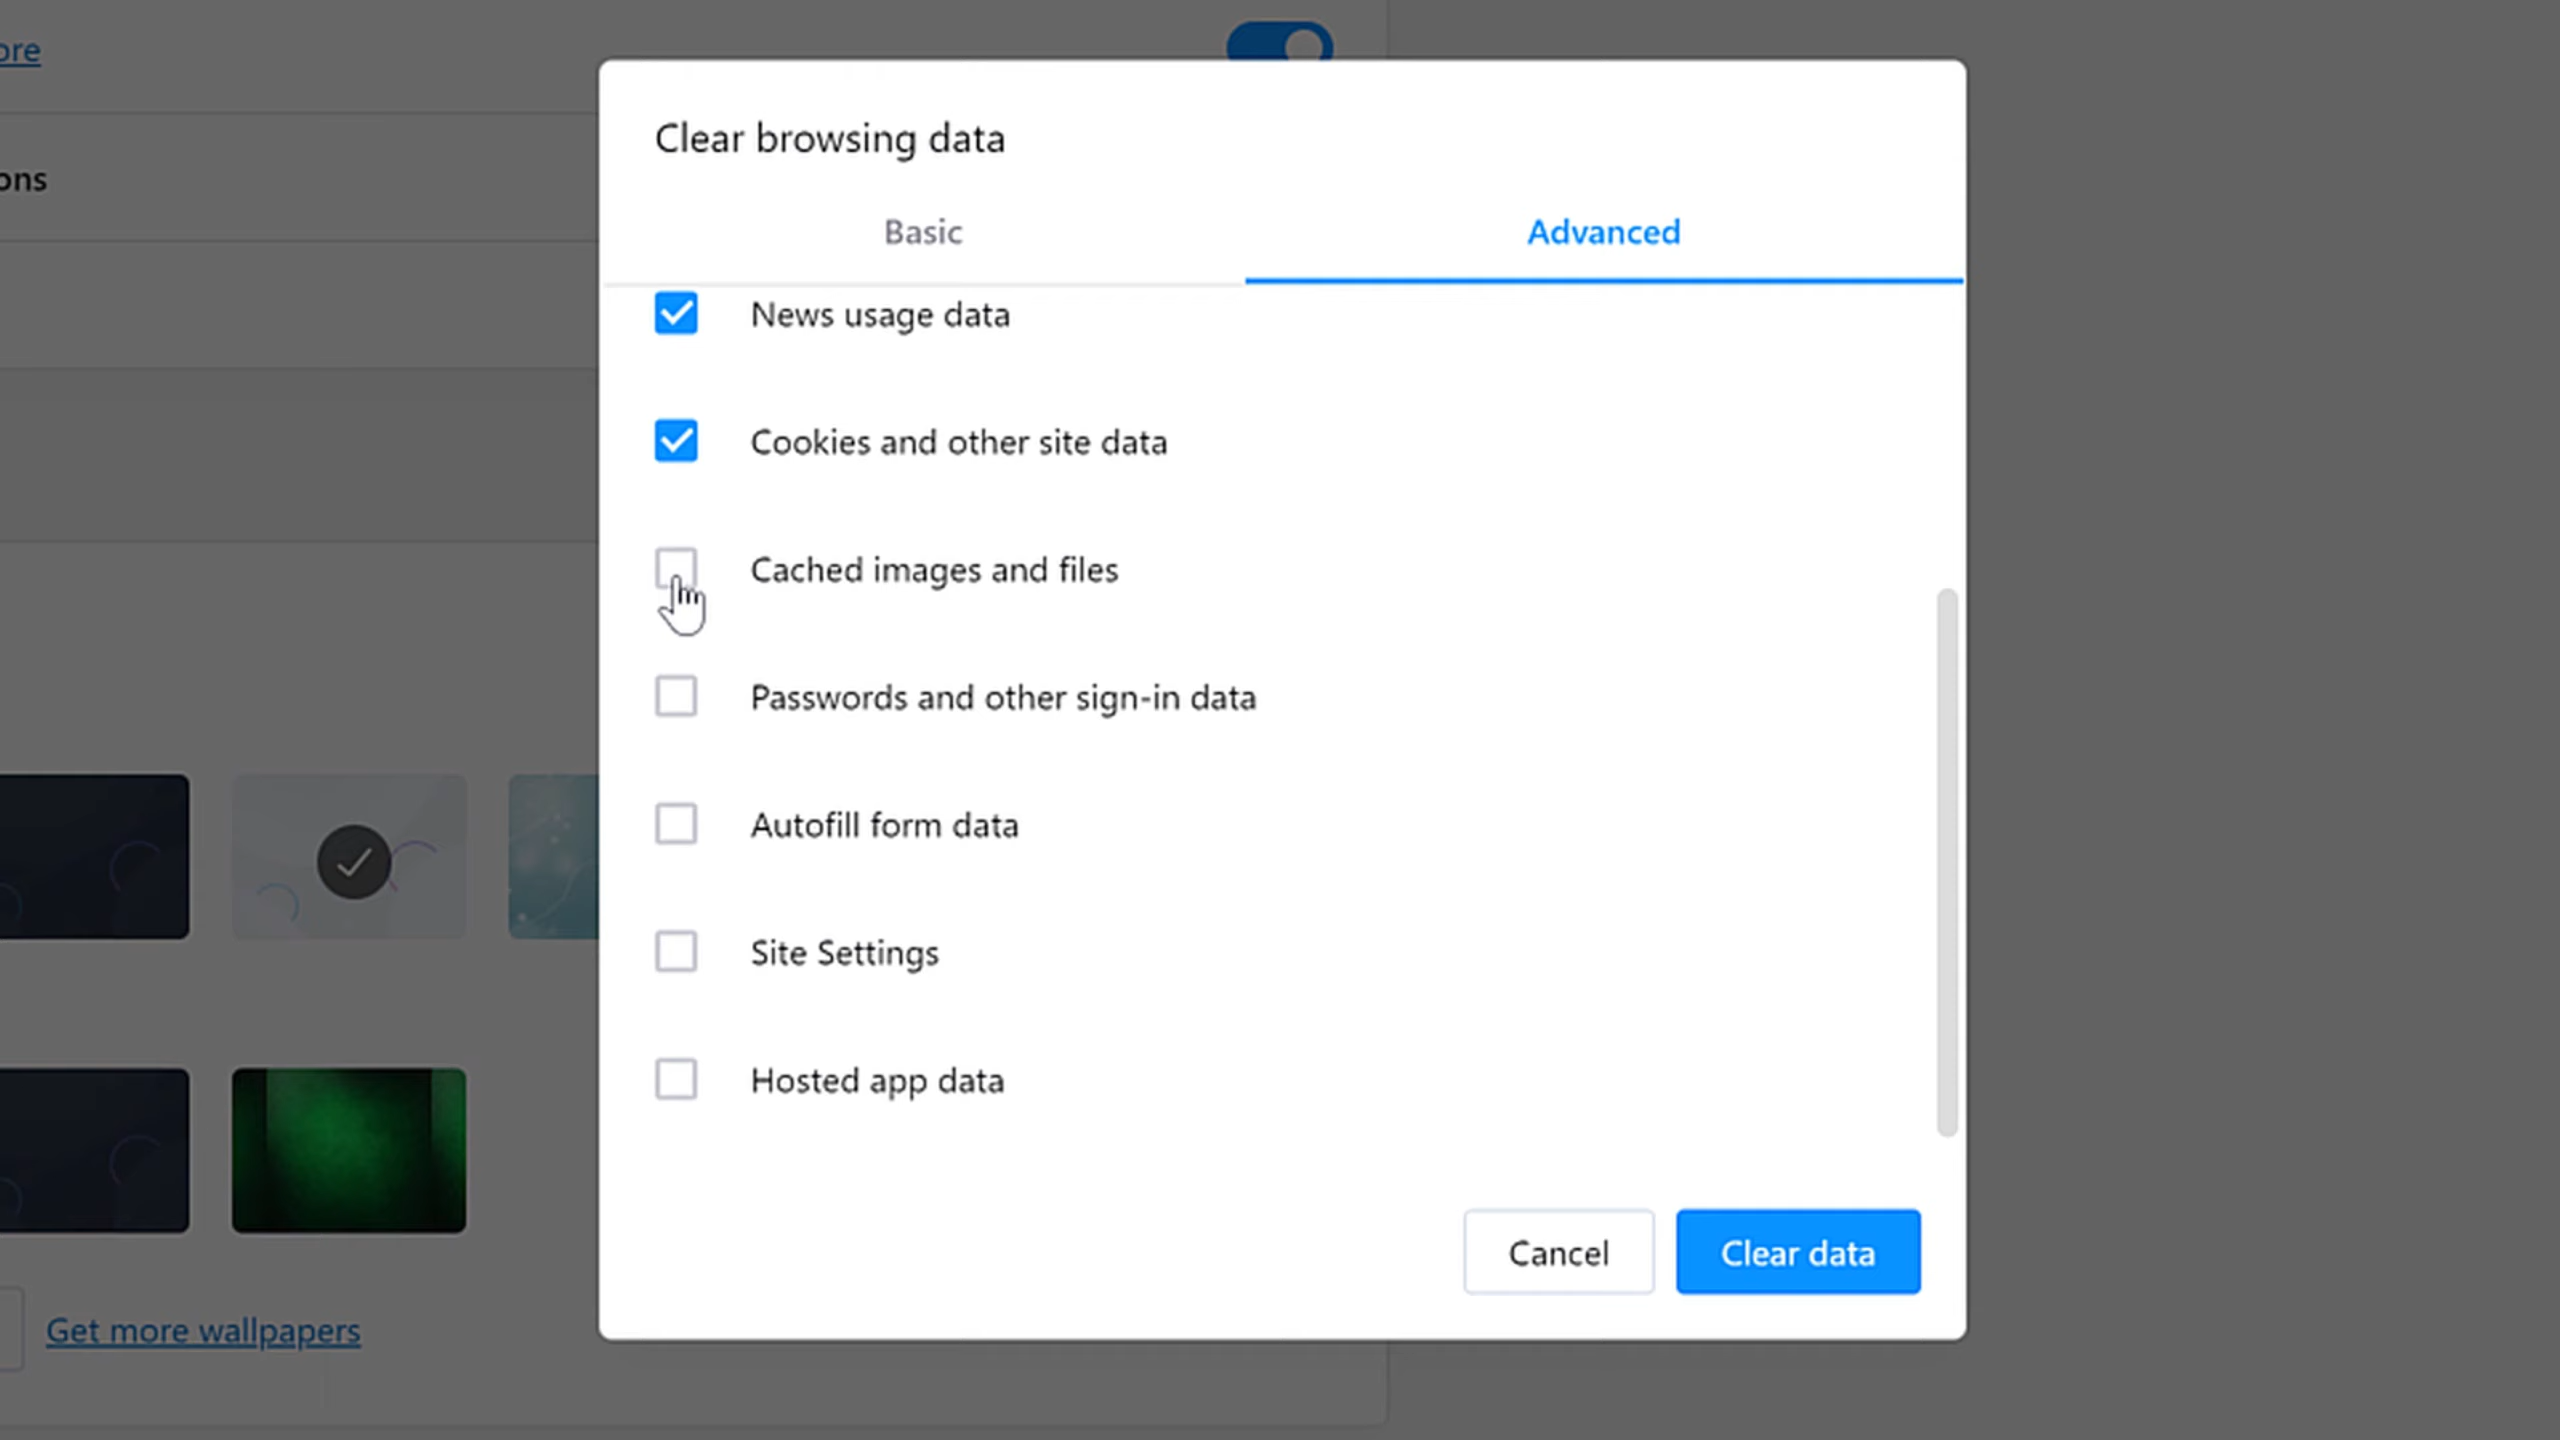 ore
ons
Clear browsing data
Basic
Advanced
News usage data
Cookies and other site data
Cached images and files
Passwords and other sign-in data
Autofill form data
Site Settings
Hosted app data
Cancel
Clear data
Get more wallpapers